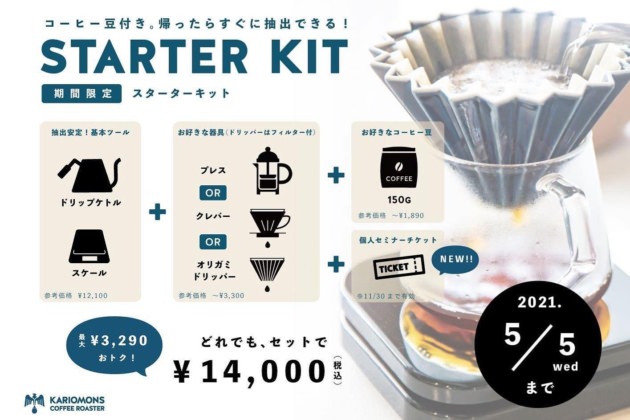 コーヒー豆付き。帰ったらすぐに抽出できる！
STARTER KIT
期間限定 スターターキット
抽出安定！基本ツール
ドリップケトル
スケール
参考価格 ¥12,100
+
お好きな器具（ドリッパーはフィルター付）
プレス
OR
クレバー
OR
オリガミ
ドリッパー
参考価格 ～¥3,300
+
お好きなコーヒー豆
COFFEE
150G
参考価格 ～¥1,890
+
個人セミナーチケット
TICKET
NEW!!
※11/30まで有効
最大 ¥3,290
おトク！
どれでも、セットで
¥14,000（税込）
2021.
5/5
wed
まで
KARIOMONS
COFFEE ROASTER